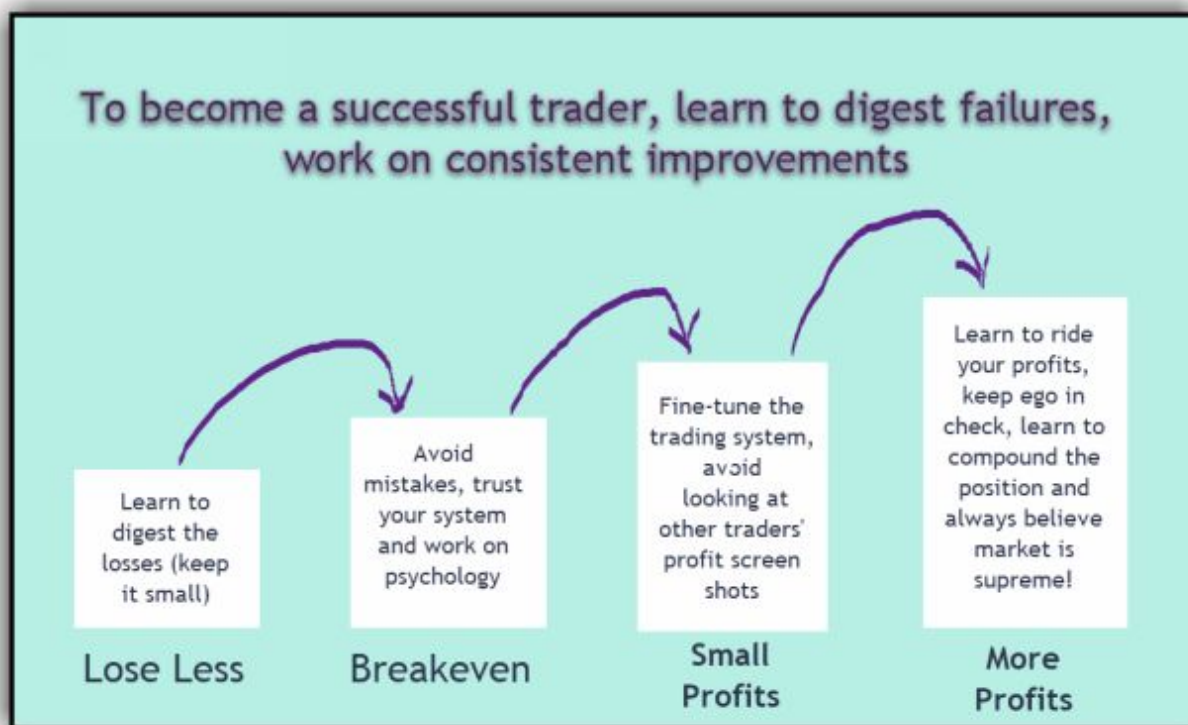 To become a successful trader, learn to digest failures,
work on consistent improvements
Learn to
digest the
losses (keep
it small)
Lose Less
Avoid
mistakes, trust
your system
and work on
psychology
Breakeven
Fine-tune the
trading system,
avoid
looking at
other traders'
profit screen
shots
Small
Profits
Learn to ride
your profits,
keep ego in
check, learn to
compound the
position and
always believe
market is
supreme!
More
Profits